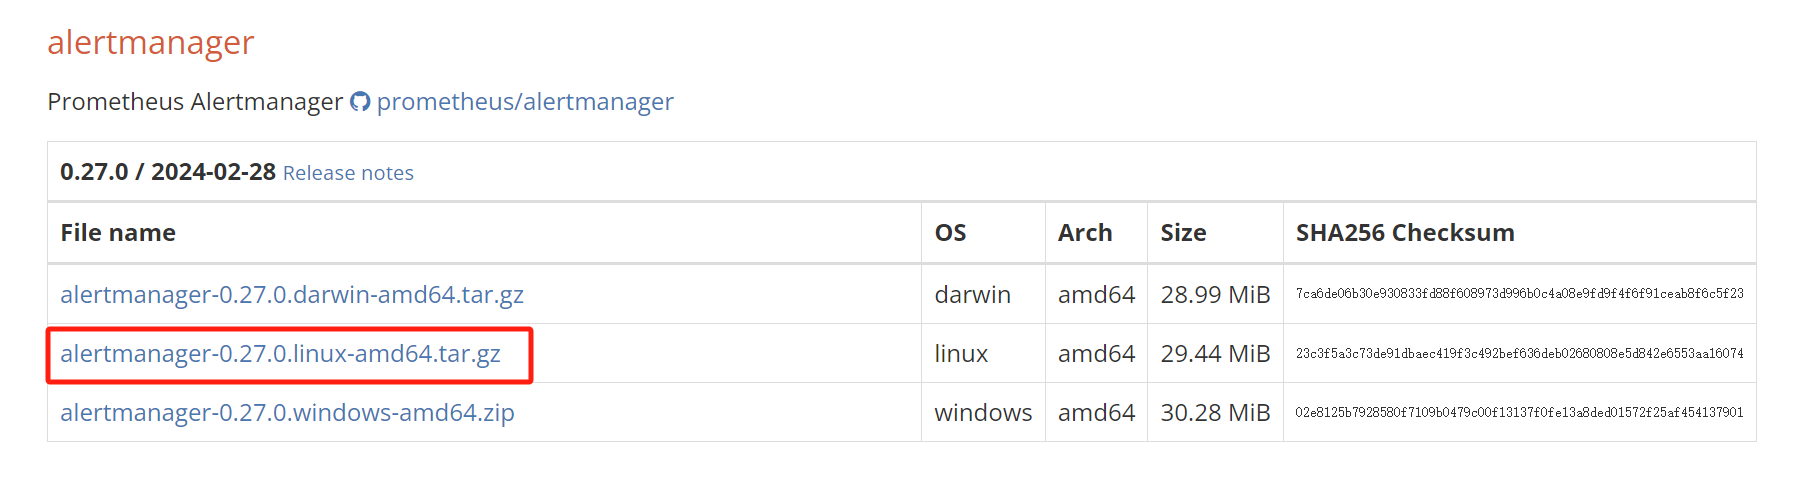 alertmanager
Prometheus Alertmanager prometheus/alertmanager
0.27.0 / 2024-02-28 Release notes
File name OS Arch Size SHA256 Checksum
alertmanager-0.27.0.darwin-amd64.tar.gz darwin amd64 28.99 MiB 7ca6de06b30e930833fd88f608973d996b0c4a08e9fd9f4f6f91ceab8f6c5f23
alertmanager-0.27.0.linux-amd64.tar.gz linux amd64 29.44 MiB 23c3f5a3c73de91dbaec419f3c492bef636deb02680808e5d842e6553aa16074
alertmanager-0.27.0.windows-amd64.zip windows amd64 30.28 MiB 02e8125b7928580f7109b0479c00f13137f0fe13a8ded01572f25af454137901